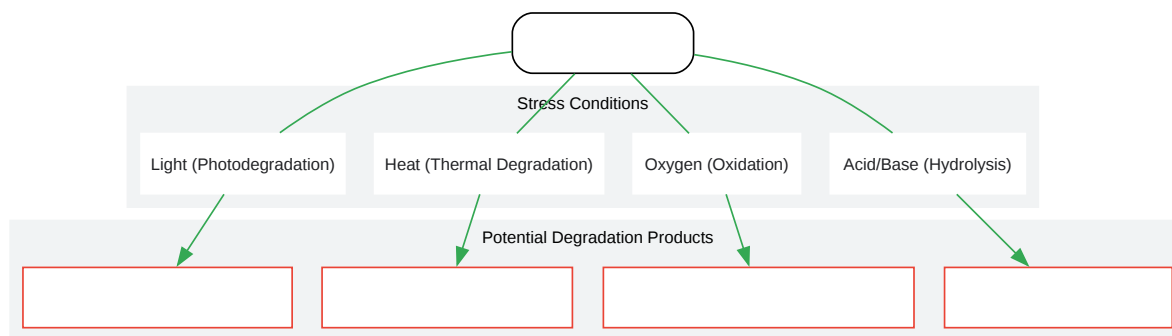 Stress Conditions
Light (Photodegradation)
Heat (Thermal Degradation)
Oxygen (Oxidation)
Acid/Base (Hydrolysis)
Potential Degradation Products